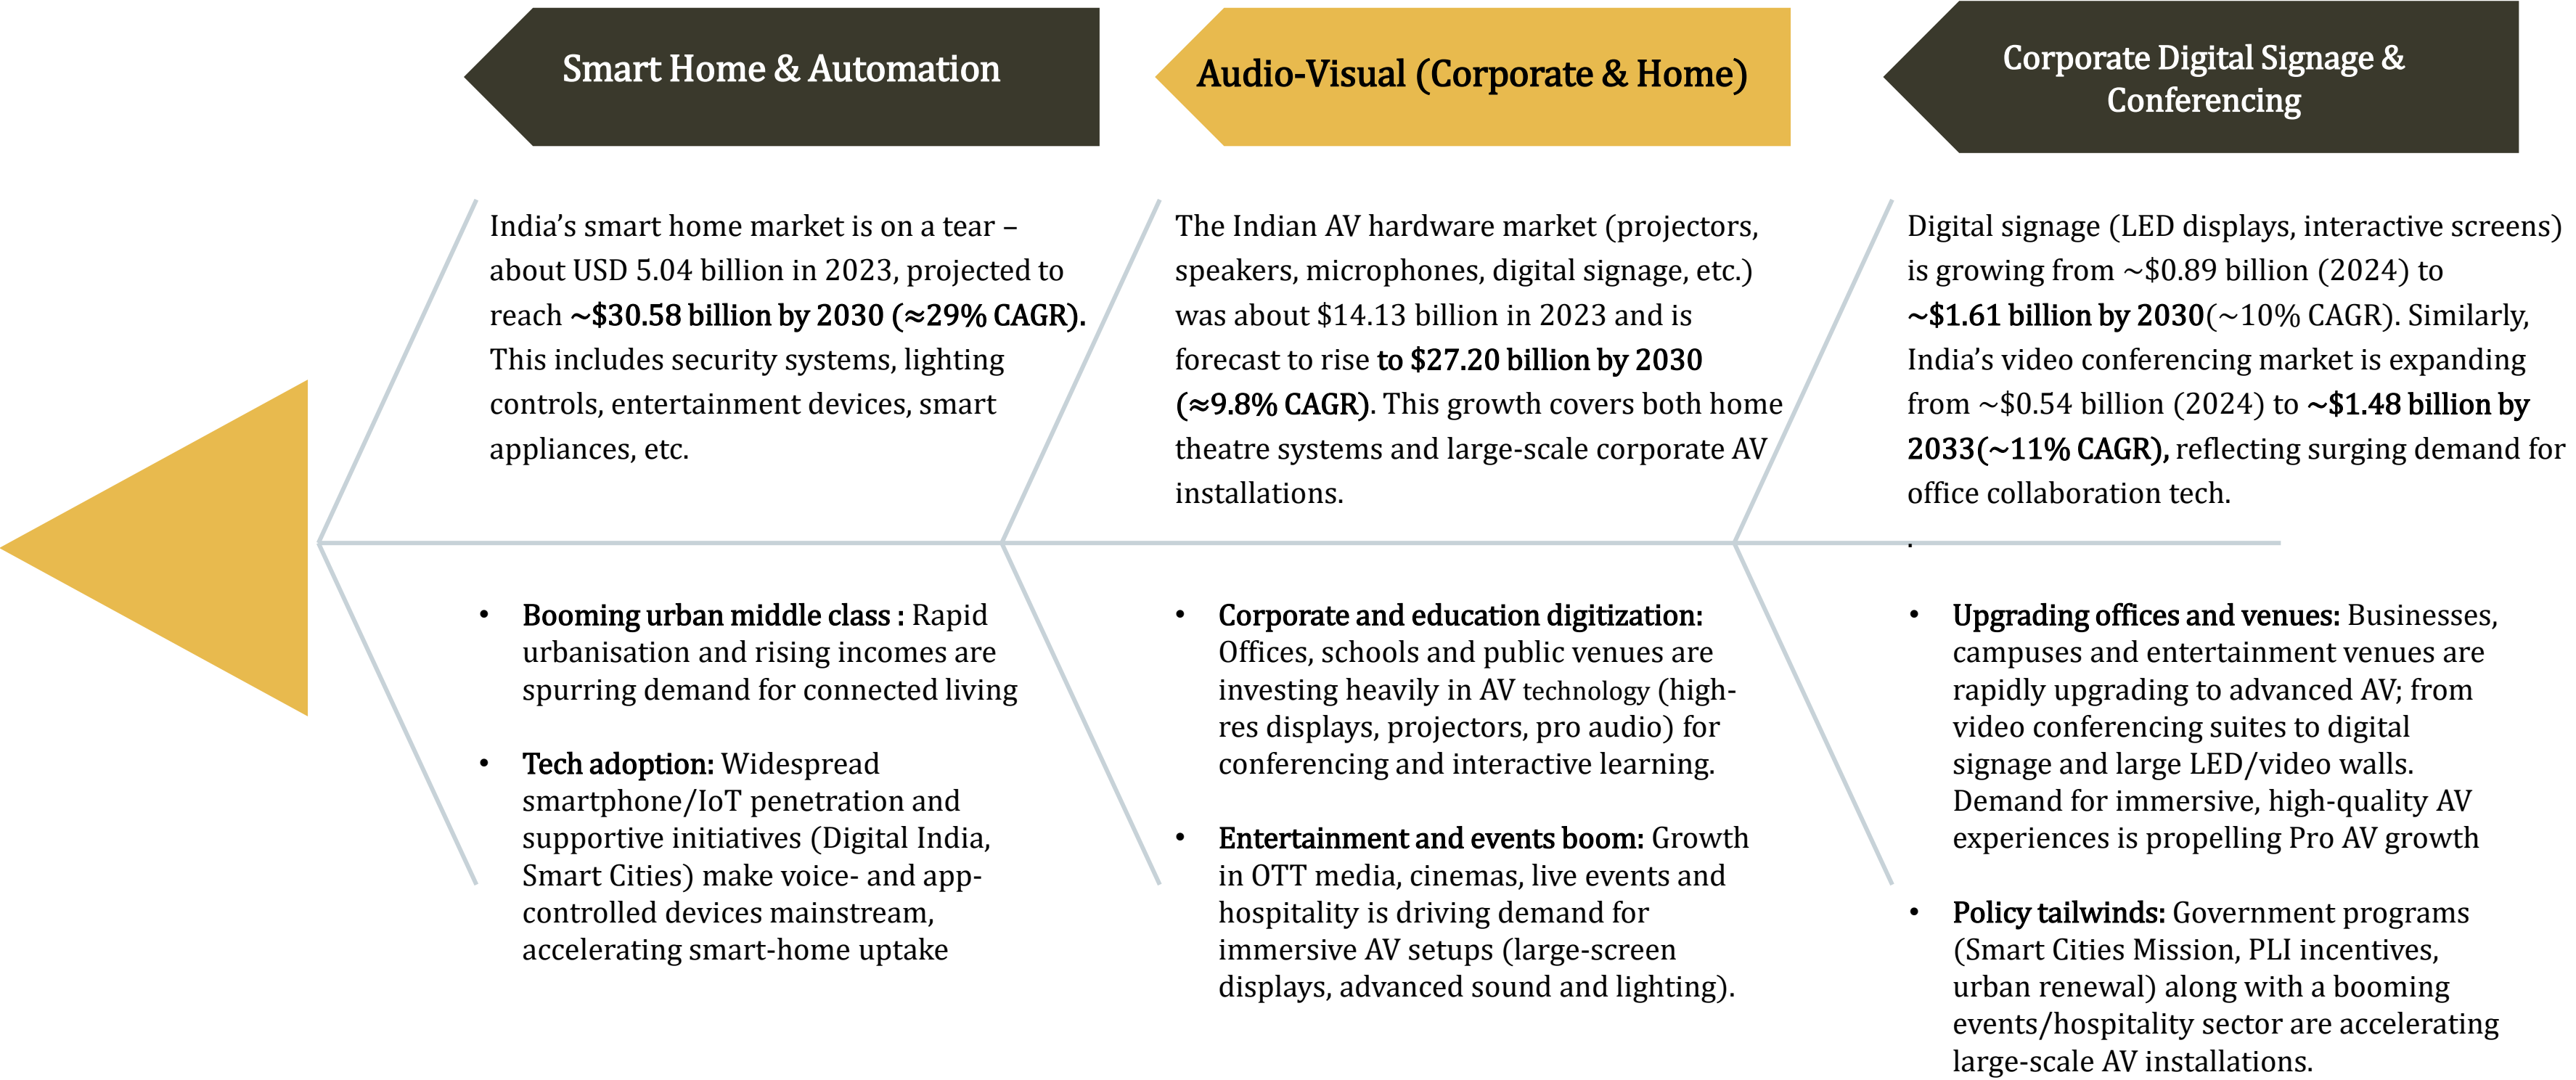 Smart Home & Automation
India’s smart home market is on a tear –
about USD 5.04 billion in 2023, projected to
reach ~$30.58 billion by 2030 (≈29% CAGR).
This includes security systems, lighting
controls, entertainment devices, smart
appliances, etc.
• Booming urban middle class : Rapid
urbanisation and rising incomes are
spurring demand for connected living
• Tech adoption: Widespread
smartphone/IoT penetration and
supportive initiatives (Digital India,
Smart Cities) make voice- and app-
controlled devices mainstream,
accelerating smart-home uptake
Audio-Visual (Corporate & Home)
The Indian AV hardware market (projectors,
speakers, microphones, digital signage, etc.)
was about $14.13 billion in 2023 and is
forecast to rise to $27.20 billion by 2030
(≈9.8% CAGR). This growth covers both home
theatre systems and large-scale corporate AV
installations.
• Corporate and education digitization:
Offices, schools and public venues are
investing heavily in AV technology (high-
res displays, projectors, pro audio) for
conferencing and interactive learning.
• Entertainment and events boom: Growth
in OTT media, cinemas, live events and
hospitality is driving demand for
immersive AV setups (large-screen
displays, advanced sound and lighting).
Corporate Digital Signage &
Conferencing
Digital signage (LED displays, interactive screens)
is growing from ~$0.89 billion (2024) to
~$1.61 billion by 2030(~10% CAGR). Similarly,
India’s video conferencing market is expanding
from ~$0.54 billion (2024) to ~$1.48 billion by
2033(~11% CAGR), reflecting surging demand for
office collaboration tech.
.
• Upgrading offices and venues: Businesses,
campuses and entertainment venues are
rapidly upgrading to advanced AV; from
video conferencing suites to digital
signage and large LED/video walls.
Demand for immersive, high-quality AV
experiences is propelling Pro AV growth
• Policy tailwinds: Government programs
(Smart Cities Mission, PLI incentives,
urban renewal) along with a booming
events/hospitality sector are accelerating
large-scale AV installations.